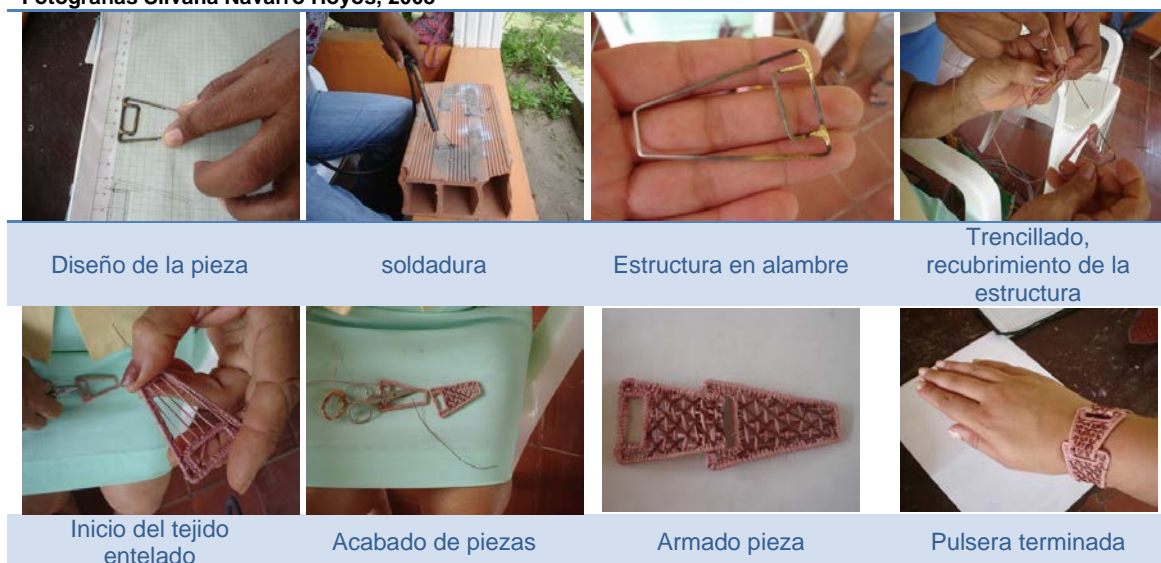 Fotografías Silvana Navarro Hoyos, 2008
Diseño de la pieza
soldadura
Estructura en alambre
Trencillado,
recubrimiento de la
estructura
Inicio del tejido
entelado
Acabado de piezas
Armado pieza
Pulsera terminada